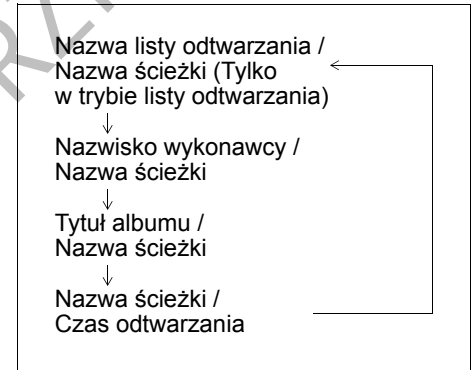 Nazwa listy odtwarzania /
Nazwa ścieżki (Tylko
w trybie listy odtwarzania)
Nazwisko wykonawcy /
Nazwa ścieżki
Tytuł albumu /
Nazwa ścieżki
Nazwa ścieżki /
Czas odtwarzania